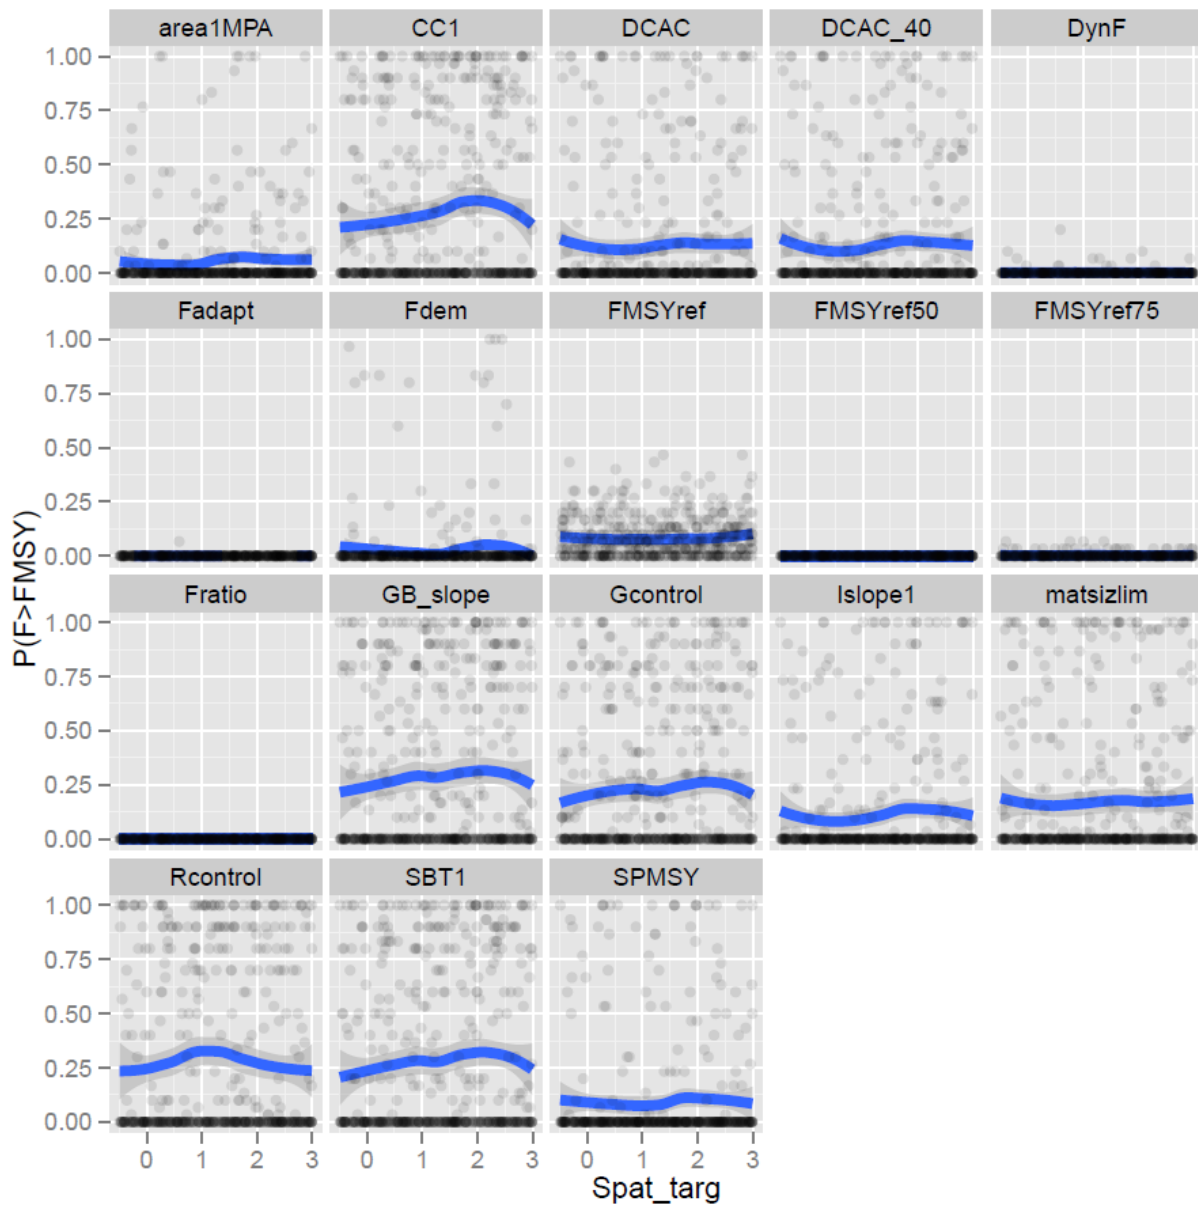 area1MPA CC1 DCAC DCAC_40 DynF
1.00
0.75
0.50
0.25
0.00
Fadapt Fdem FMSYref FMSYref50 FMSYref75
1.00
0.75
0.50
0.25
0.00
P(F>FMSY)
Fratio GB_slope Gcontrol Islope1 matsizlim
1.00
0.75
0.50
0.25
0.00
Rcontrol SBT1 SPMSY
1.00
0.75
0.50
0.25
0.00
0 1 2 3 0 1 2 3 0 1 2 3
Spat_targ